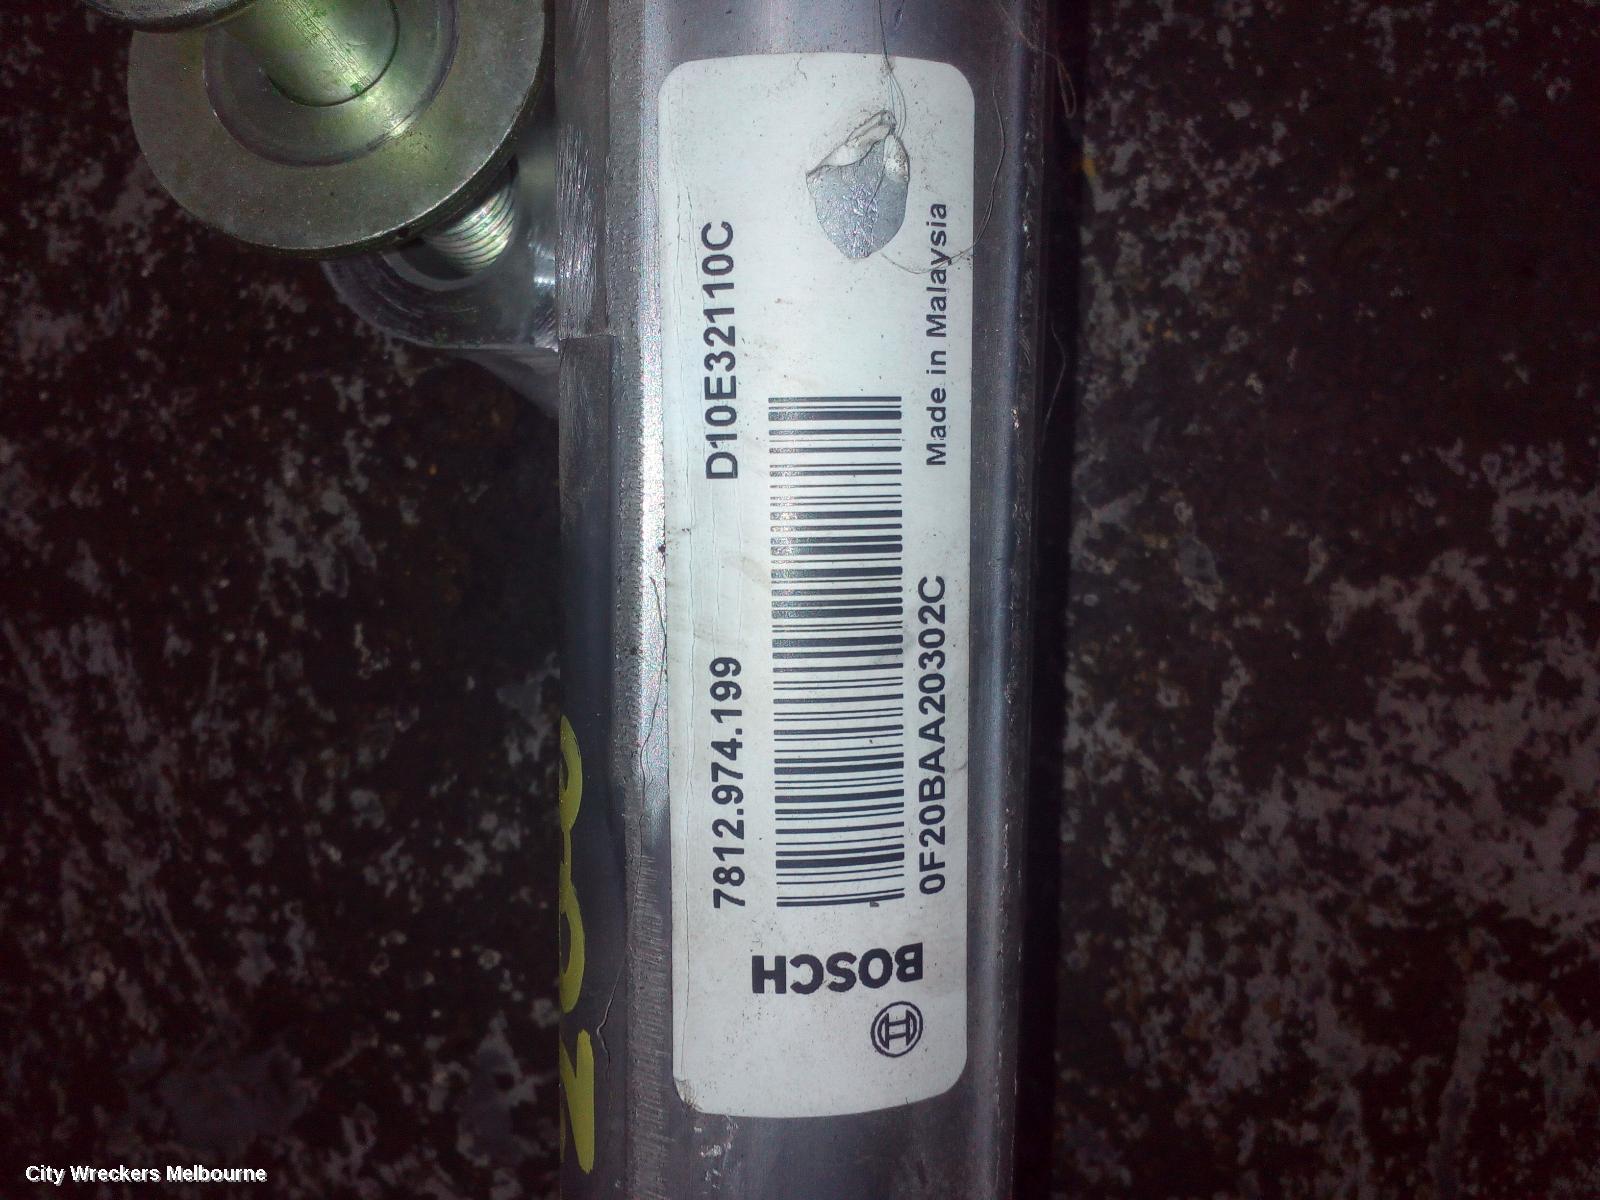 7812.974.199 D10E32110C
BOSCH
0F20BAA20302C Made in Malaysia
City Wreckers Melbourne